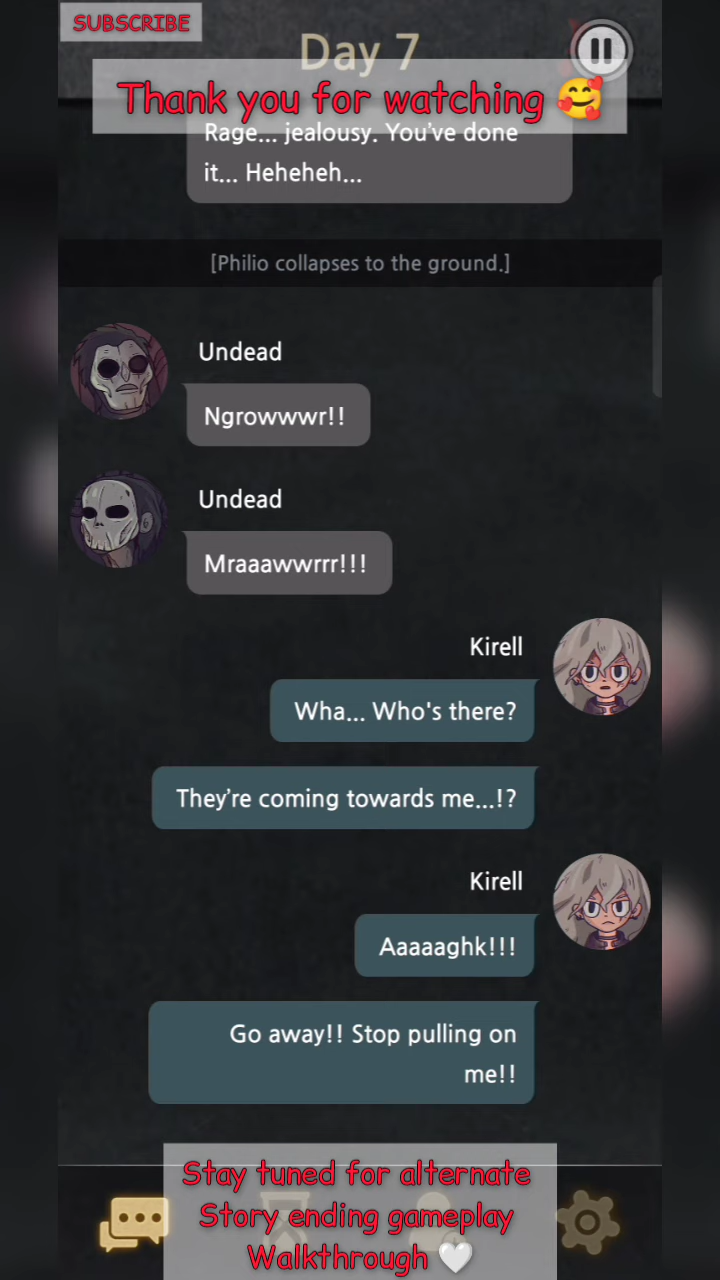 SUBSCRIBE
Day 7
Thank you for watching 🥰
Rage... jealousy. You've done
it... Heheheh...
[Philio collapses to the ground.]
Undead
Ngrowwwr!!
Undead
Mraaawwrrr!!!
Kirell
Wha... Who's there?
They're coming towards me...!?
Kirell
Aaaaaghk!!!
Go away!! Stop pulling on
me!!
Stay tuned for alternate
Story ending gameplay
Walkthrough 🤍